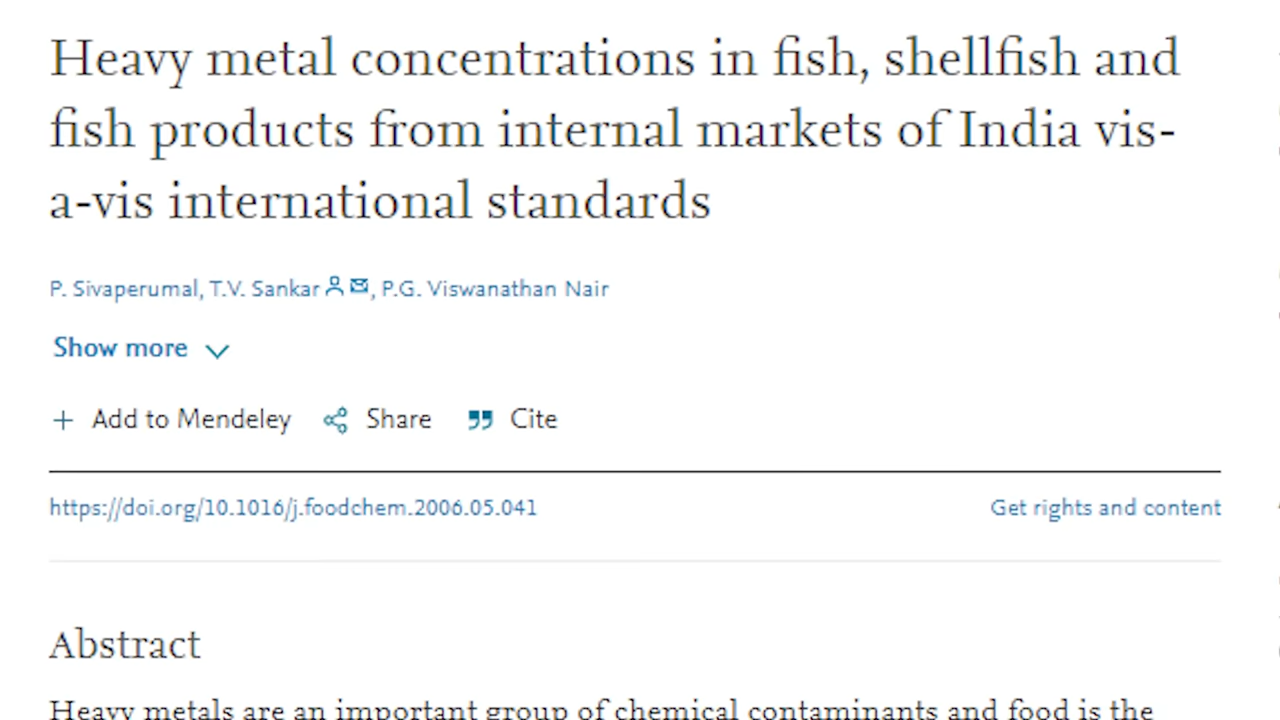 Heavy metal concentrations in fish, shellfish and
fish products from internal markets of India vis-
a-vis international standards
P. Sivaperumal, T.V. Sankar, P.G. Viswanathan Nair
Show more
Add to Mendeley Share Cite
https://doi.org/10.1016/j.foodchem.2006.05.041 Get rights and content
Abstract
Heavy metals are an important group of chemical contaminants and food is the